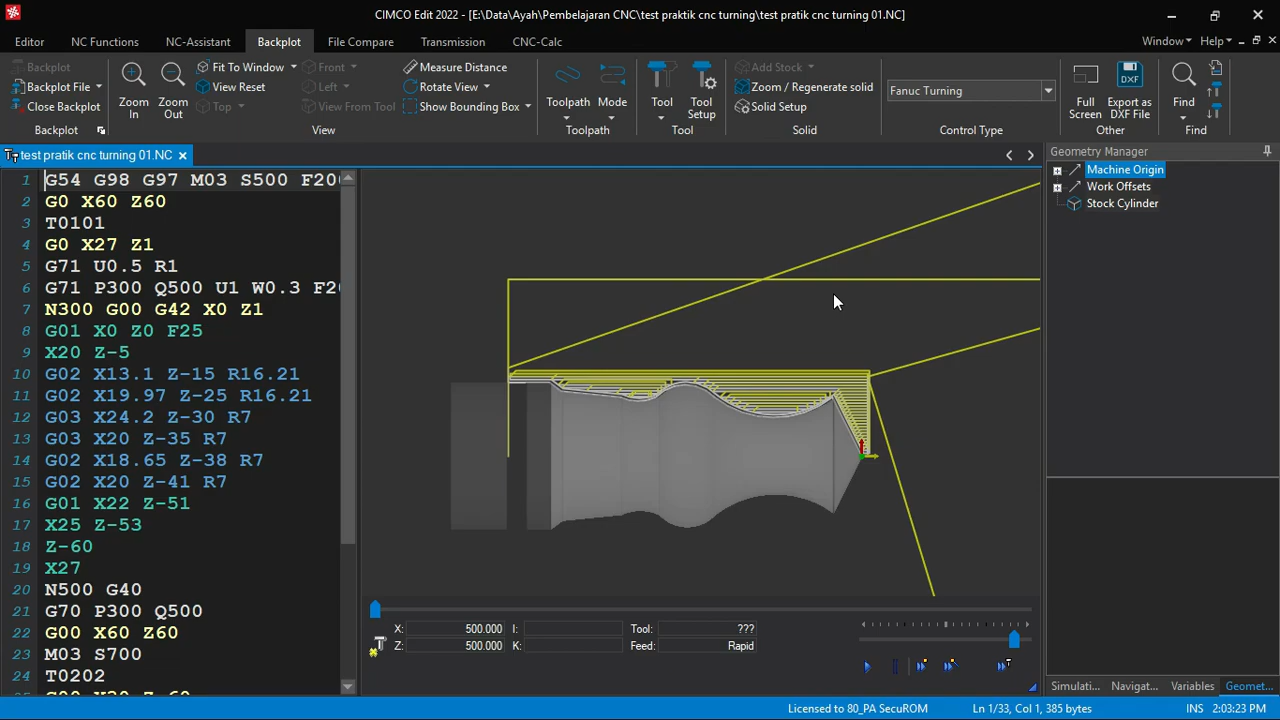 CIMCO Edit 2022 - [E:\Data\Ayah\Pembelajaran CNC\test praktik cnc turning\test pratik cnc turning 01.NC]
Editor NC Functions NC-Assistant Backplot File Compare Transmission CNC-Calc Window Help
Backplot
Backplot File
Close Backplot
Backplot
Zoom In
Zoom Out
Fit To Window
View Reset
Top
Front
Left
View From Tool
Measure Distance
Rotate View
Show Bounding Box
View
Toolpath
Mode
Toolpath
Tool
Tool Setup
Tool
Add Stock
Zoom / Regenerate solid
Solid Setup
Solid
Fanuc Turning
Control Type
Full Screen
Export as DXF File
DXF
Other
Find
Find
test pratik cnc turning 01.NC
1 G54 G98 G97 M03 S500 F200
2 G0 X60 Z60
3 T0101
4 G0 X27 Z1
5 G71 U0.5 R1
6 G71 P300 Q500 U1 W0.3 F2
7 N300 G00 G42 X0 Z1
8 G01 X0 Z0 F25
9 X20 Z-5
10 G02 X13.1 Z-15 R16.21
11 G02 X19.97 Z-25 R16.21
12 G03 X24.2 Z-30 R7
13 G03 X20 Z-35 R7
14 G02 X18.65 Z-38 R7
15 G02 X20 Z-41 R7
16 G01 X22 Z-51
17 X25 Z-53
18 Z-60
19 X27
20 N500 G40
21 G70 P300 Q500
22 G00 X60 Z60
23 M03 S700
24 T0202
X: 500.000 I: Tool: ???
Z: 500.000 K: Feed: Rapid
Geometry Manager
Machine Origin
Work Offsets
Stock Cylinder
Simulati... Navigat... Variables Geomet...
Licensed to 80_PA SecuROM Ln 1/33, Col 1, 385 bytes INS 2:03:23 PM